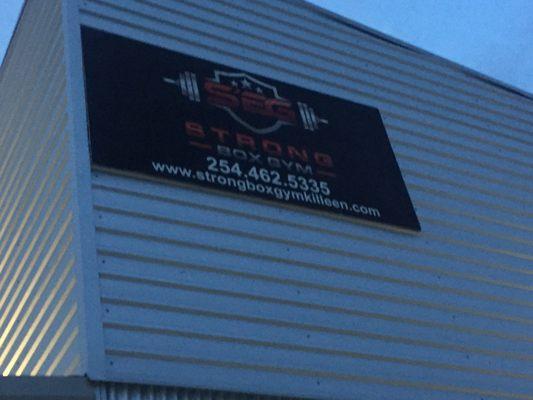 SBG
STRONG
BOX GYM
254.462.5335
www.strongboxgymkilleen.com